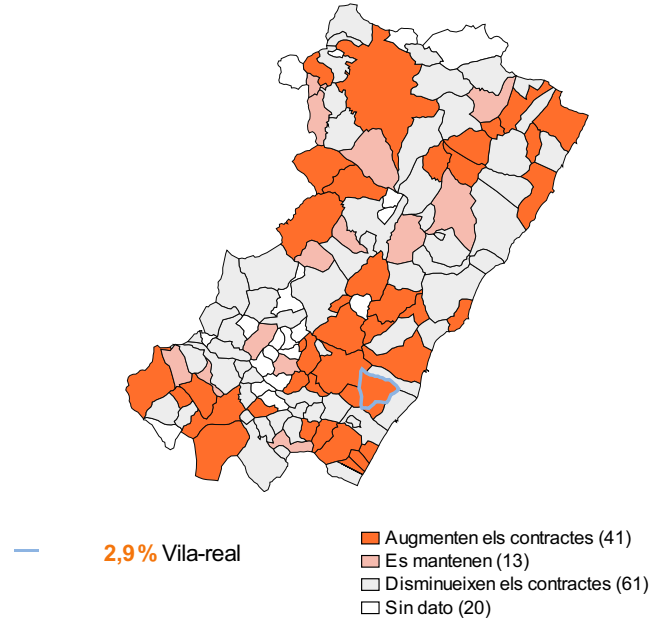 2,9% Vila-real
Augmenten els contractes (41)
Es mantenen (13)
Disminueixen els contractes (61)
Sin dato (20)